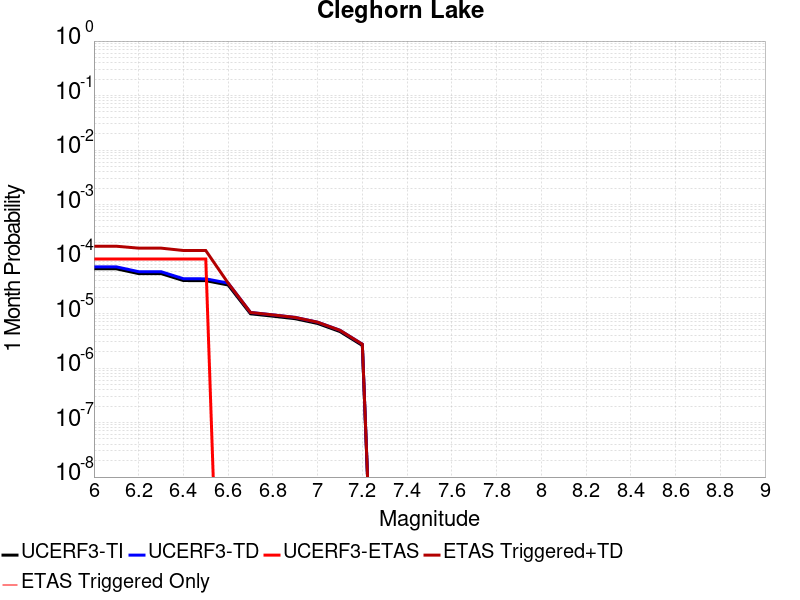 Cleghorn Lake
10^0
10^-1
10^-2
10^-3
10^-4
10^-5
10^-6
10^-7
10^-8
1 Month Probability
6 6.2 6.4 6.6 6.8 7 7.2 7.4 7.6 7.8 8 8.2 8.4 8.6 8.8 9
Magnitude
UCERF3-TI UCERF3-TD UCERF3-ETAS ETAS Triggered+TD
ETAS Triggered Only